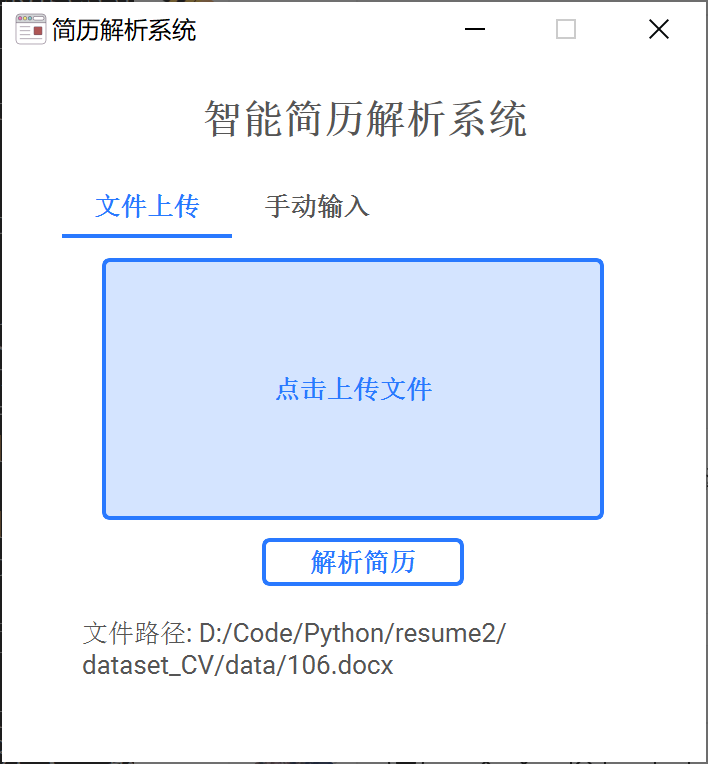 简历解析系统
智能简历解析系统
文件上传 手动输入
点击上传文件
解析简历
文件路径: D:/Code/Python/resume2/
dataset_CV/data/106.docx